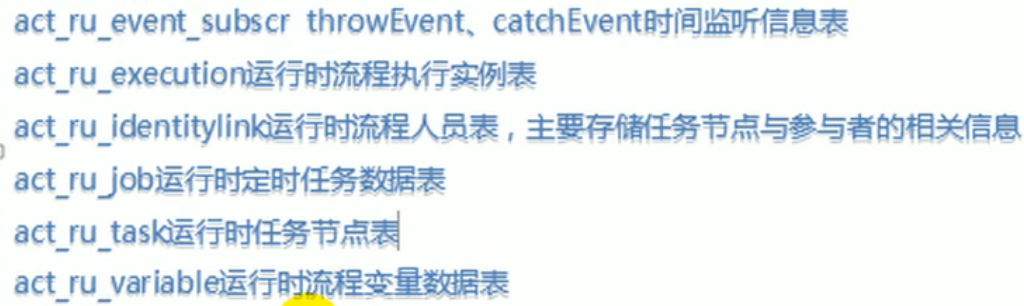 act_ru_event_subscr throwEvent、catchEvent时间监听信息表
act_ru_execution运行时流程执行实例表
act_ru_identitylink运行时流程人员表，主要存储任务节点与参与者的相关信息
act_ru_job运行时定时任务数据表
act_ru_task运行时任务节点表
act_ru_variable运行时流程变量数据表